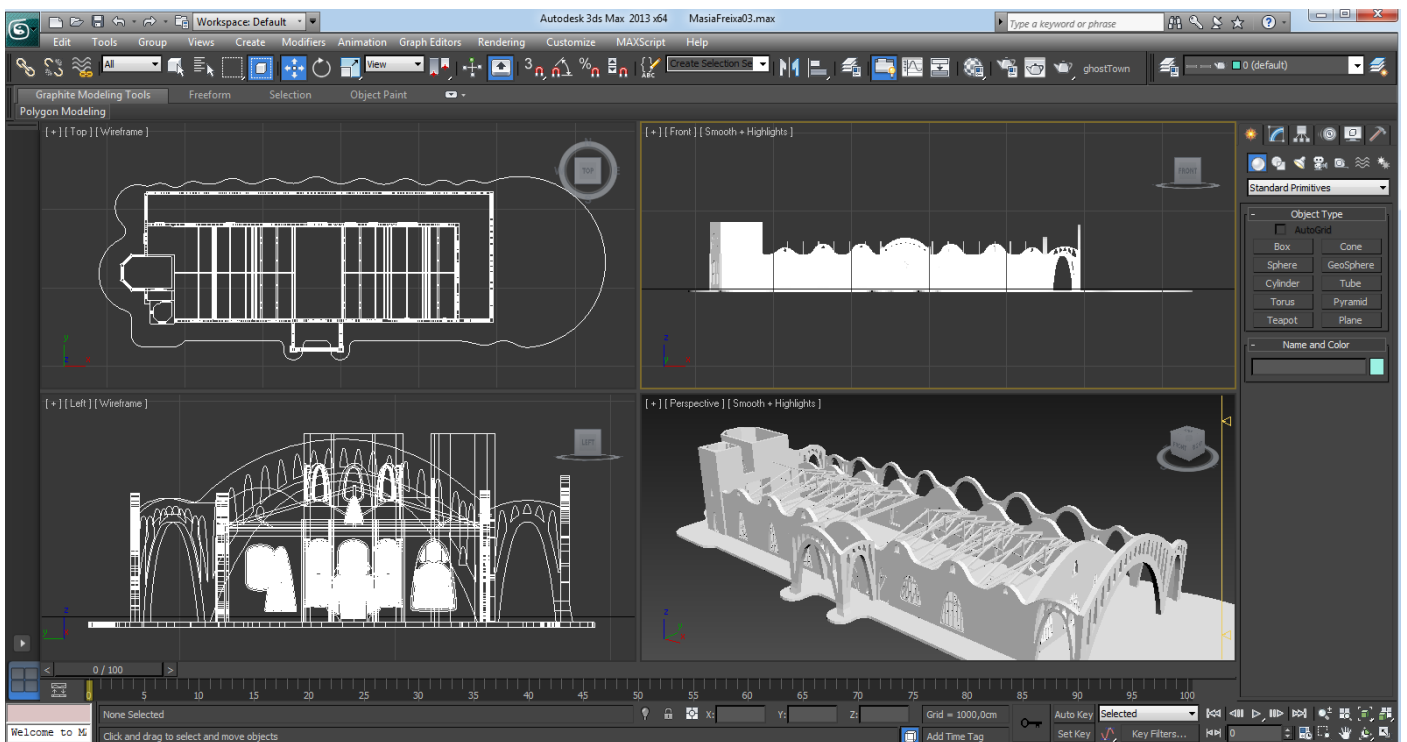 Workspace: Default
Autodesk 3ds Max 2013 x64 MasiaFreixa03.max
Type a keyword or phrase
Edit Tools Group Views Create Modifiers Animation Graph Editors Rendering Customize MAXScript Help
All
View
3
%
ABC
Create Selection Se
ghostTown
0 (default)
Graphite Modeling Tools Freeform Selection Object Paint
Polygon Modeling
[ + ] [ Top ] [ Wireframe ]
TOP
y
z x
[ + ] [ Front ] [ Smooth + Highlights ]
FRONT
z
y x
[ + ] [ Left ] [ Wireframe ]
LEFT
z
y
[ + ] [ Perspective ] [ Smooth + Highlights ]
z
x
Standard Primitives
- Object Type
AutoGrid
Box Cone
Sphere GeoSphere
Cylinder Tube
Torus Pyramid
Teapot Plane
- Name and Color
< 0 / 100 >
0 5 10 15 20 25 30 35 40 45 50 55 60 65 70 75 80 85 90 95 100
None Selected
X: Y: Z:
Grid = 1000,0cm
Auto Key Selected
Welcome to M
Click and drag to select and move objects
Add Time Tag
Set Key Key Filters...
0